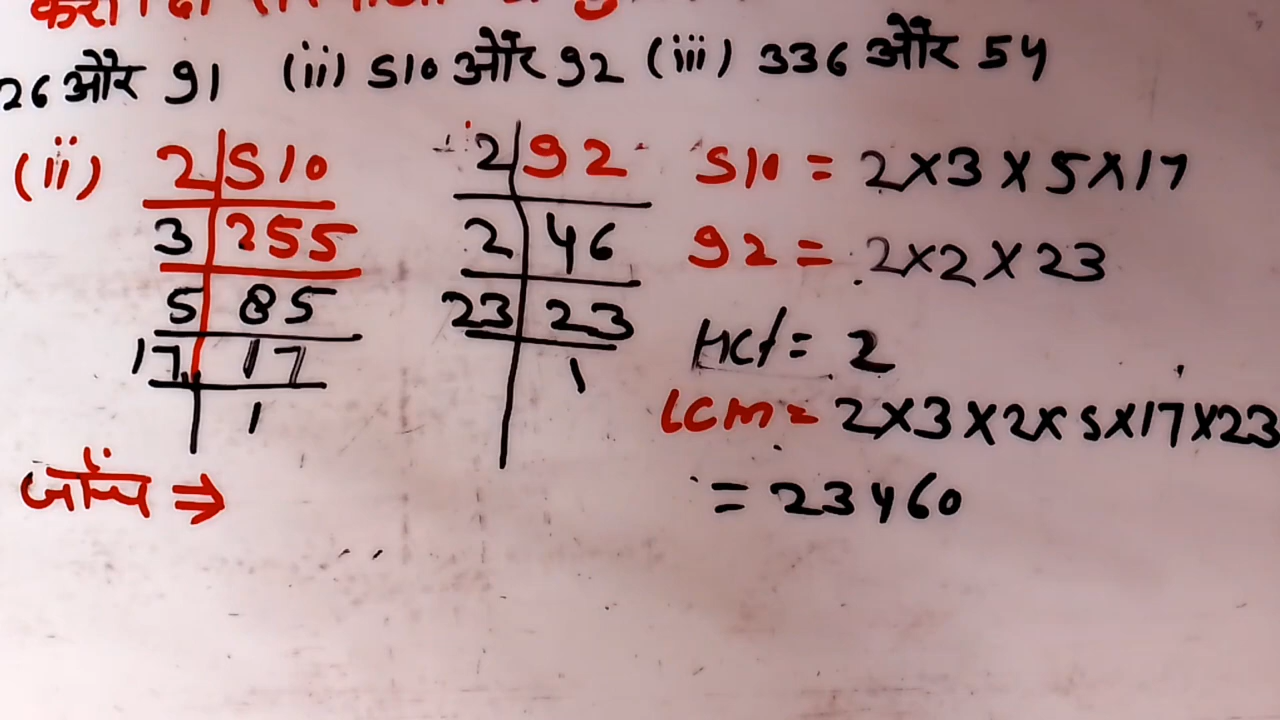 26 और 91 (ii) 510 और 92 (iii) 336 और 54
(ii) 2 510
3 255
5 85
17 17
1
2 92
2 46
23 23
1
510 = 2×3×5×17
92 = 2×2×23
HCf = 2
LCM = 2×3×2×5×17×23
= 23460
जाँच ⇒